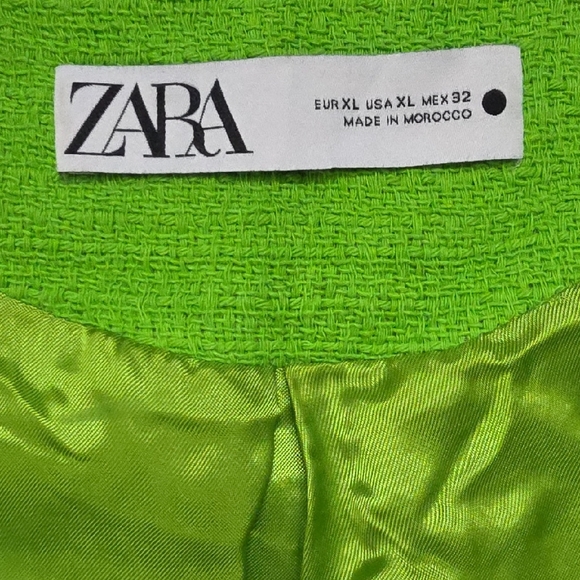 ZARA
EUR XL USA XL MEX 32
MADE IN MOROCCO